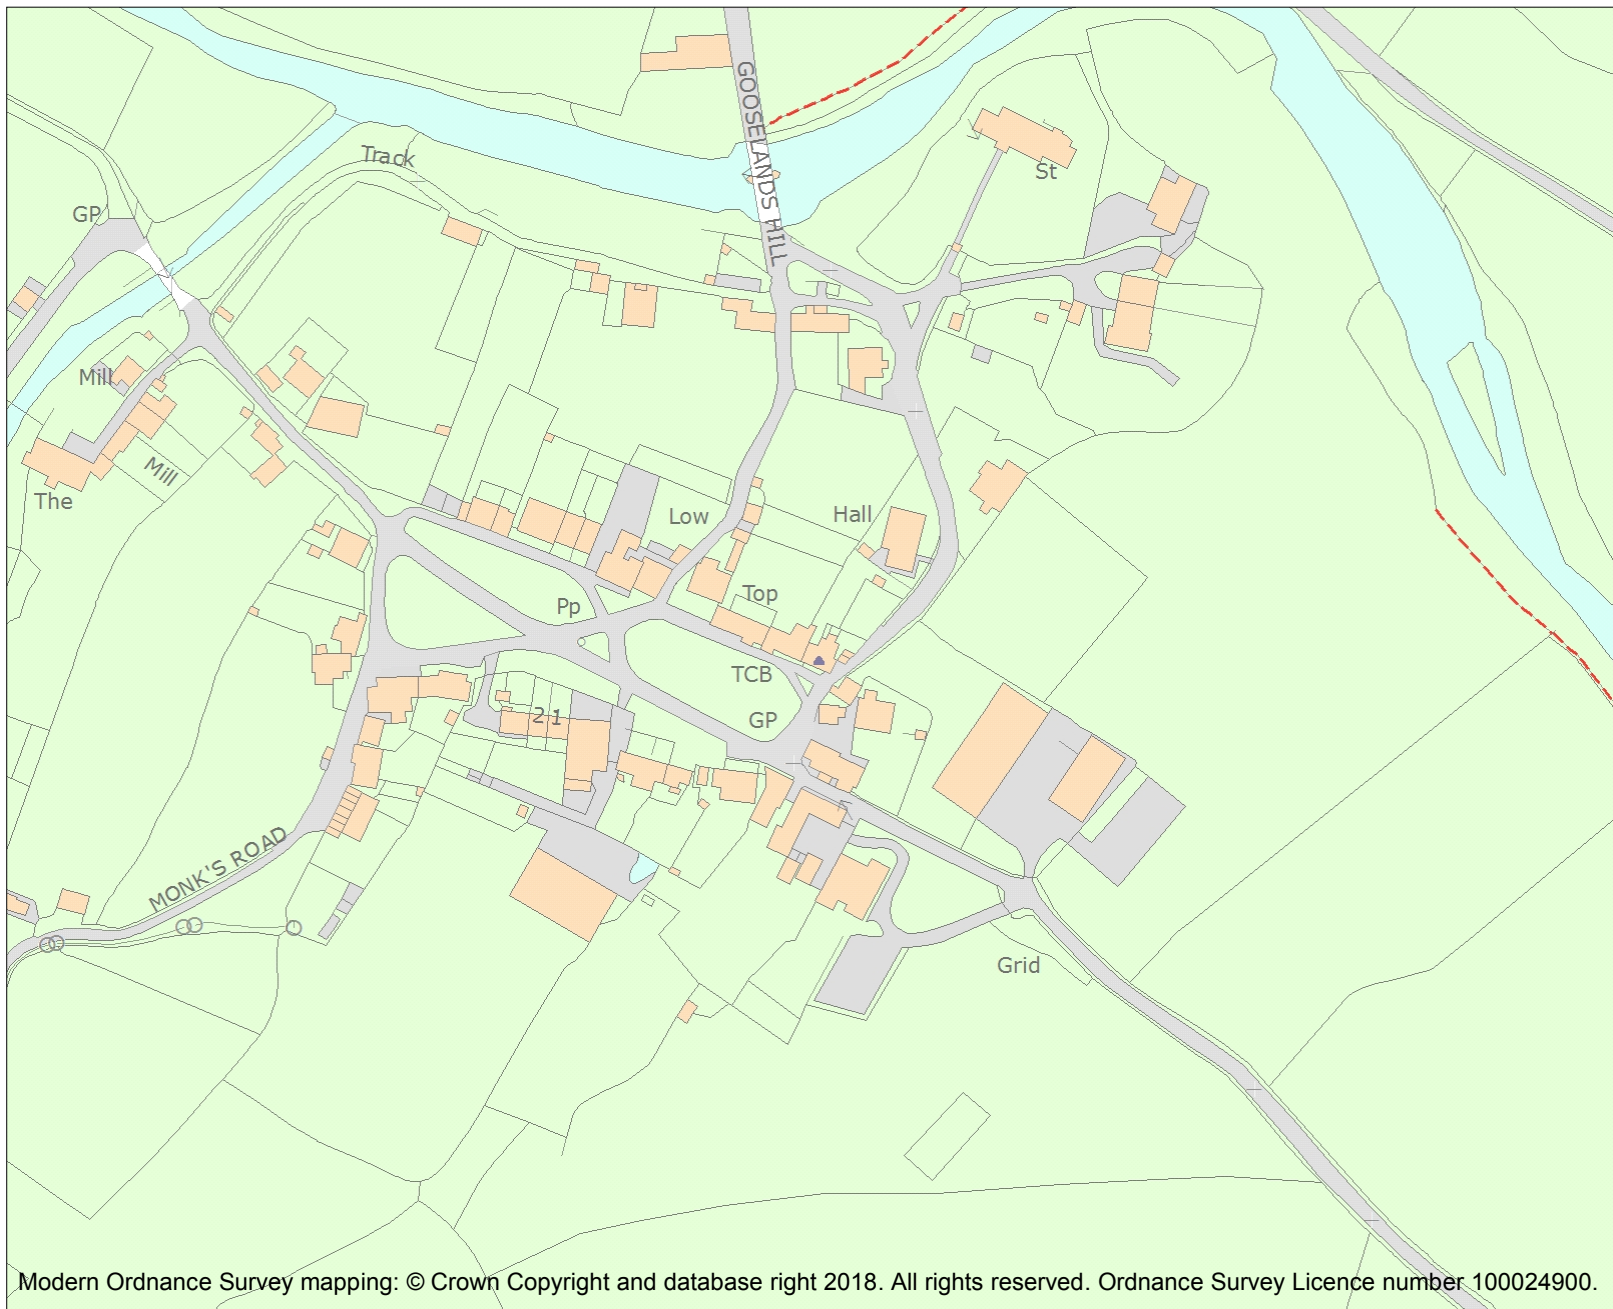 GOOSELANDS HILL
Track
St
GP
Mill
Mill
The
Low
Hall
Top
Pp
TCB
GP
21
MONK'S ROAD
Grid
Modern Ordnance Survey mapping: © Crown Copyright and database right 2018. All rights reserved. Ordnance Survey Licence number 100024900.